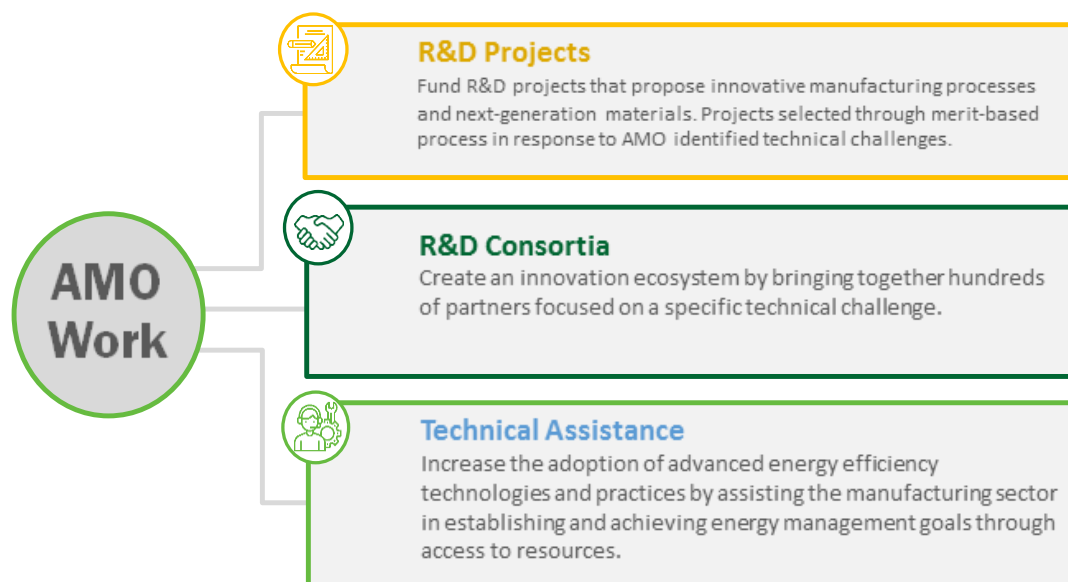 AMO
Work
R&D Projects
Fund R&D projects that propose innovative manufacturing processes
and next-generation materials. Projects selected through merit-based
process in response to AMO identified technical challenges.
R&D Consortia
Create an innovation ecosystem by bringing together hundreds
of partners focused on a specific technical challenge.
Technical Assistance
Increase the adoption of advanced energy efficiency
technologies and practices by assisting the manufacturing sector
in establishing and achieving energy management goals through
access to resources.